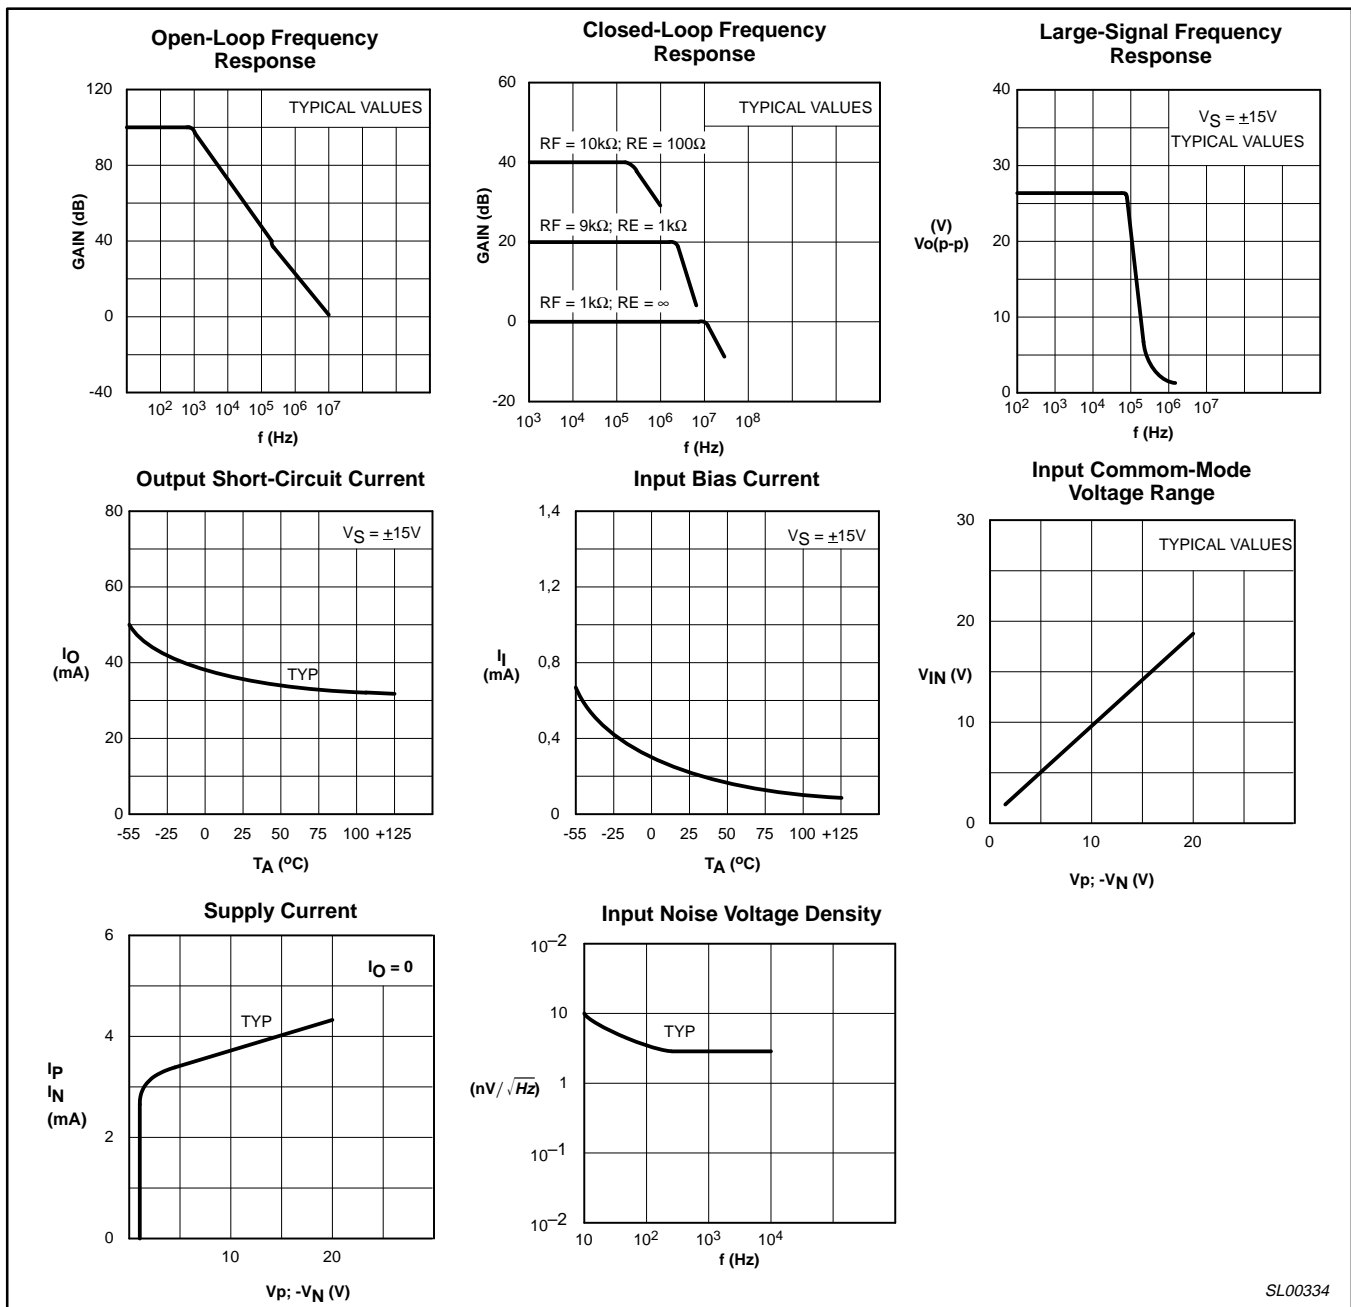 Open-Loop Frequency
Response
120
80
40
0
-40
GAIN (dB)
TYPICAL VALUES
10² 10³ 10⁴ 10⁵ 10⁶ 10⁷
f (Hz)
Closed-Loop Frequency
Response
60
40
20
0
-20
GAIN (dB)
TYPICAL VALUES
RF = 10kΩ; RE = 100Ω
RF = 9kΩ; RE = 1kΩ
RF = 1kΩ; RE = ∞
10³ 10⁴ 10⁵ 10⁶ 10⁷ 10⁸
f (Hz)
Large-Signal Frequency
Response
40
30
20
10
0
(V)
Vo(p-p)
VS = ±15V
TYPICAL VALUES
10² 10³ 10⁴ 10⁵ 10⁶ 10⁷
f (Hz)
Output Short-Circuit Current
80
60
40
20
0
IO
(mA)
VS = ±15V
TYP
-55 -25 0 25 50 75 100 +125
TA (ºC)
Input Bias Current
1,4
1,2
0,8
0,4
0
II
(mA)
VS = ±15V
-55 -25 0 25 50 75 100 +125
TA (ºC)
Input Commom-Mode
Voltage Range
30
20
10
0
VIN (V)
TYPICAL VALUES
0 10 20
Vp; -VN (V)
Supply Current
6
4
2
0
IP
IN
(mA)
IO = 0
TYP
10 20
Vp; -VN (V)
Input Noise Voltage Density
10⁻²
10
1
10⁻¹
10⁻²
(nV/√Hz)
TYP
10 10² 10³ 10⁴
f (Hz)
SL00334